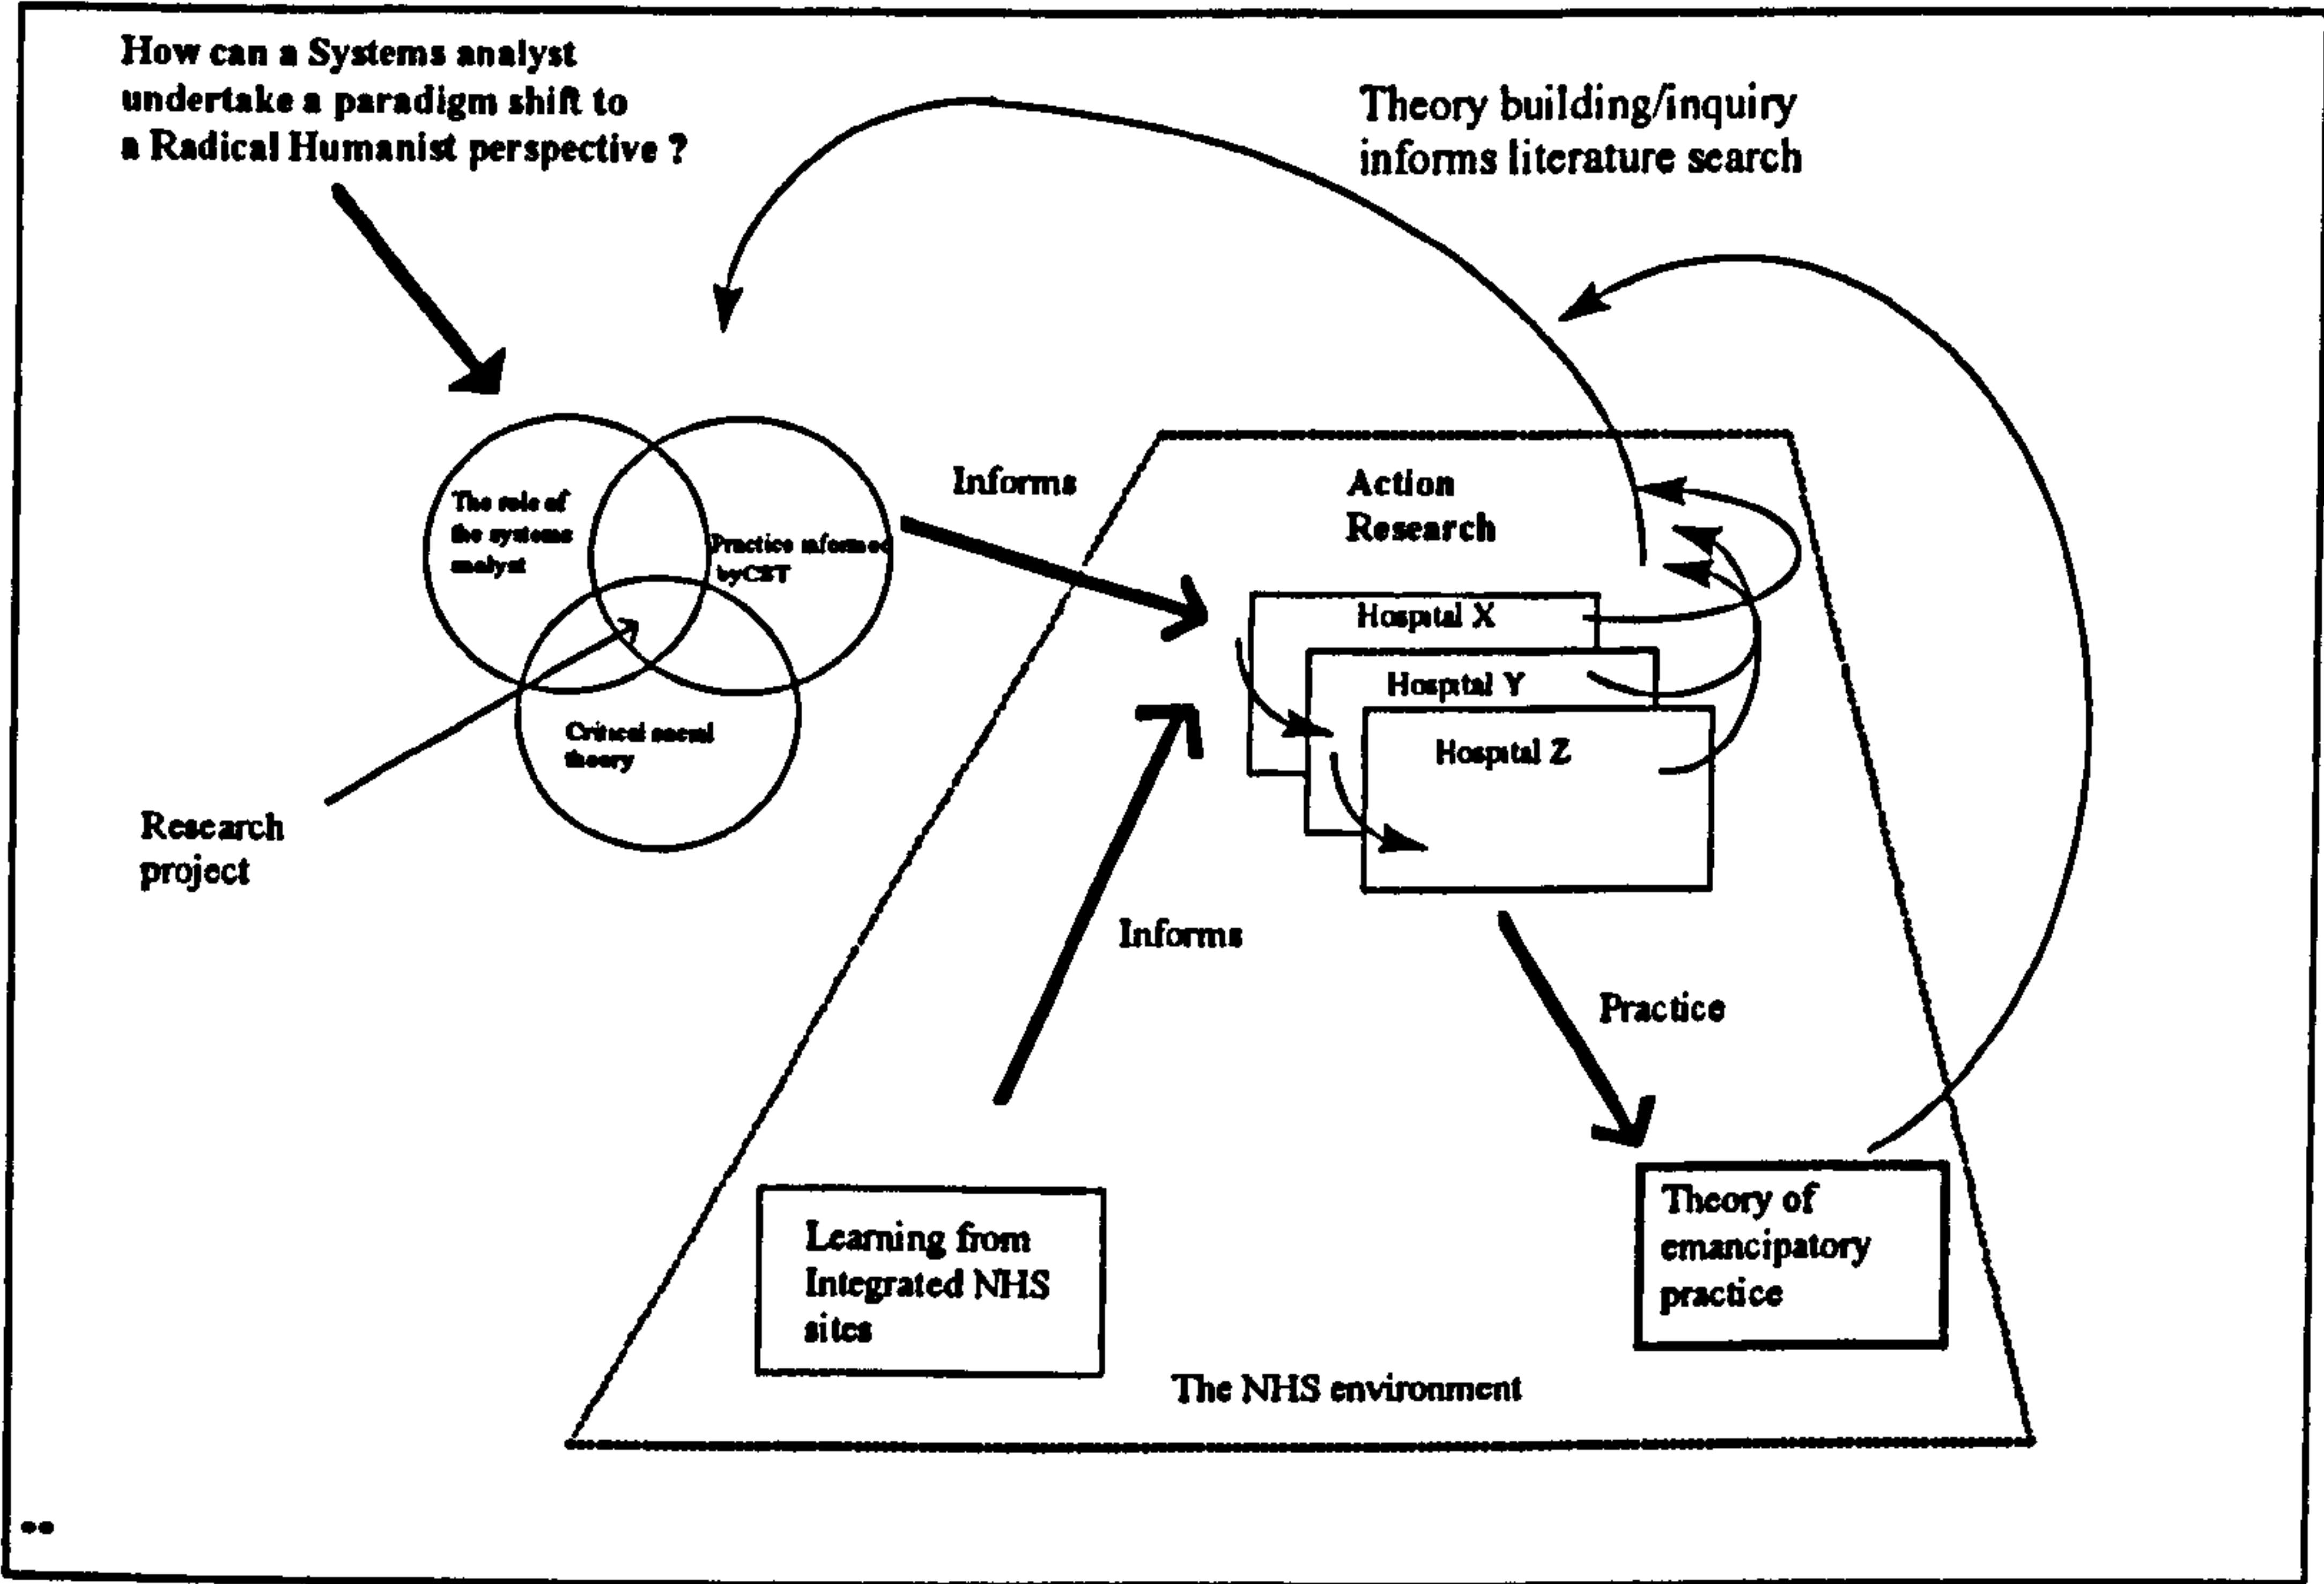 How can a Systems analyst
undertake a paradigm shift to
a Radical Humanist perspective ?
Theory building/inquiry
informs literature search
The role of
the systems
analyst
Practice informed
by CST
Critical social
theory
Research
project
Informs
Action
Research
Hospital X
Hospital Y
Hospital Z
Informs
Practice
Learning from
Integrated NHS
sites
Theory of
emancipatory
practice
The NHS environment